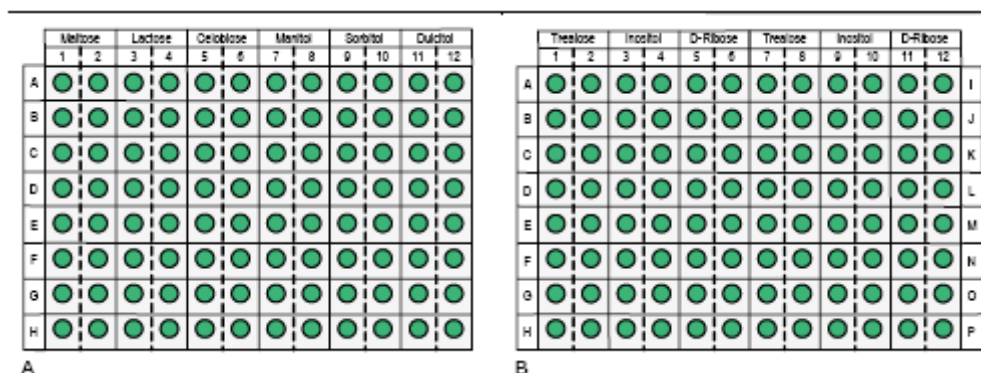 Maltose Lactose Celobiose Manitol Sorbitol Dulcitol
1 2 3 4 5 6 7 8 9 10 11 12
A
B
C
D
E
F
G
H
A
Trealose Inositol D-Ribose Trealose Inositol D-Ribose
1 2 3 4 5 6 7 8 9 10 11 12
A I
B J
C K
D L
E M
F N
G O
H P
B